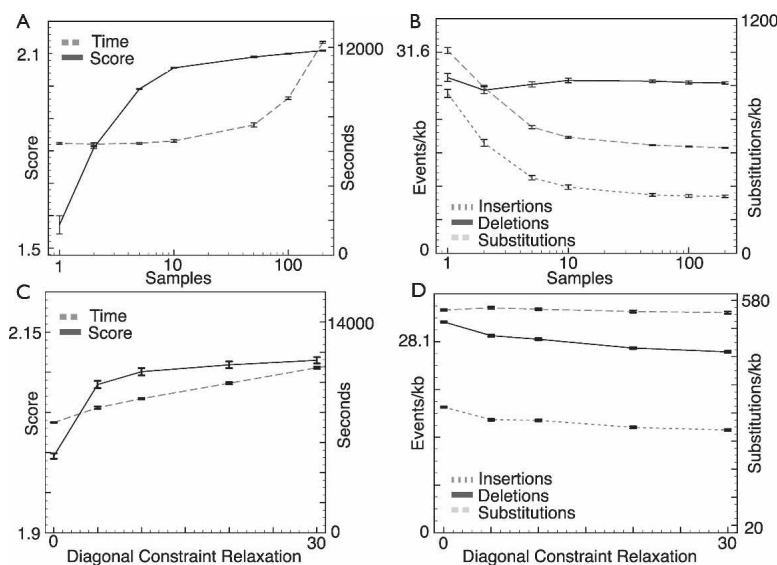 A
2.1
Score
1.5
Time
Score
12000
Seconds
0
1
10
100
Samples
B
31.6
Events/kb
0
1200
Substitutions/kb
0
Insertions
Deletions
Substitutions
1
10
100
Samples
C
2.15
Score
1.9
Time
Score
14000
Seconds
0
0
30
Diagonal Constraint Relaxation
D
28.1
Events/kb
0
580
Substitutions/kb
20
Insertions
Deletions
Substitutions
0
30
Diagonal Constraint Relaxation